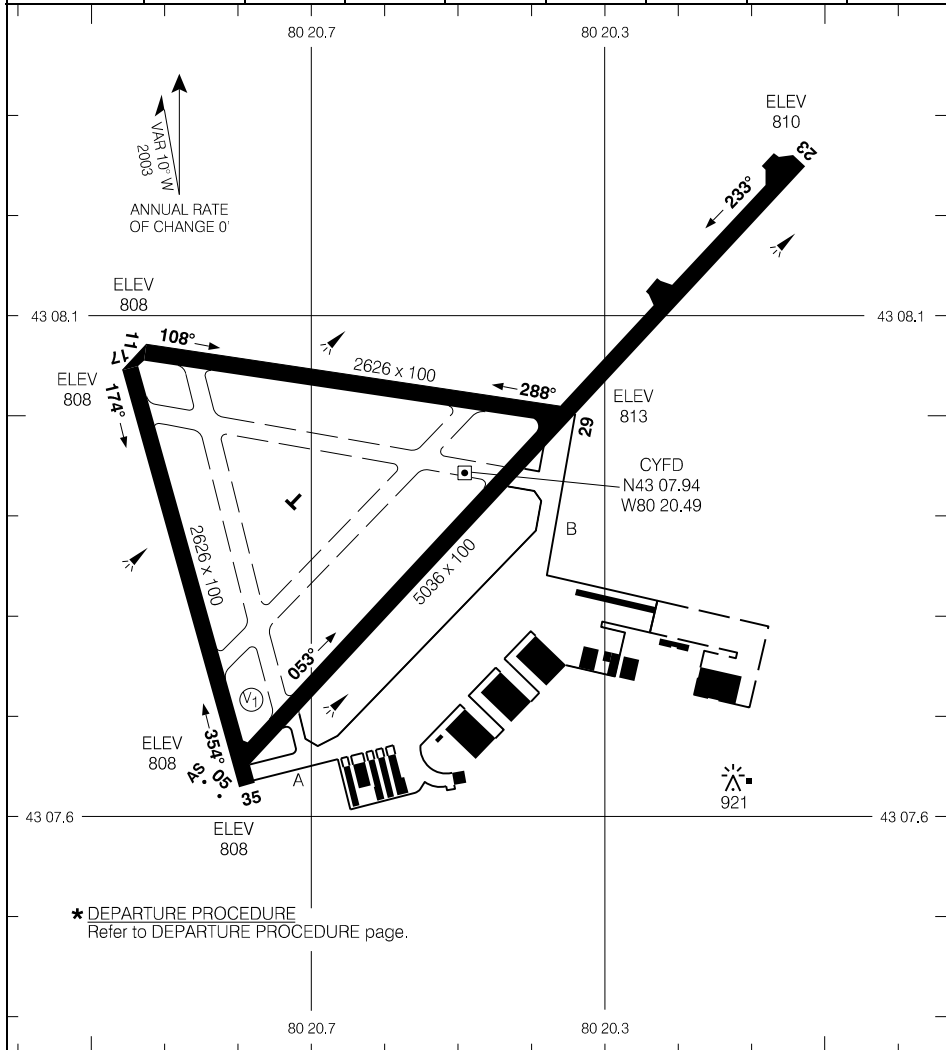 80 20.7
80 20.3
VAR 10° W
2003
ANNUAL RATE
OF CHANGE 0'
ELEV
810
23
233°
ELEV
808
43 08.1
43 08.1
11
17
108°
2626 x 100
288°
ELEV
808
174°
ELEV
813
29
CYFD
N43 07.94
W80 20.49
B
2626 x 100
5036 x 100
053°
V1
354°
ELEV
808
AS
05
35
A
921
43 07.6
43 07.6
ELEV
808
* DEPARTURE PROCEDURE
Refer to DEPARTURE PROCEDURE page.
80 20.7
80 20.3